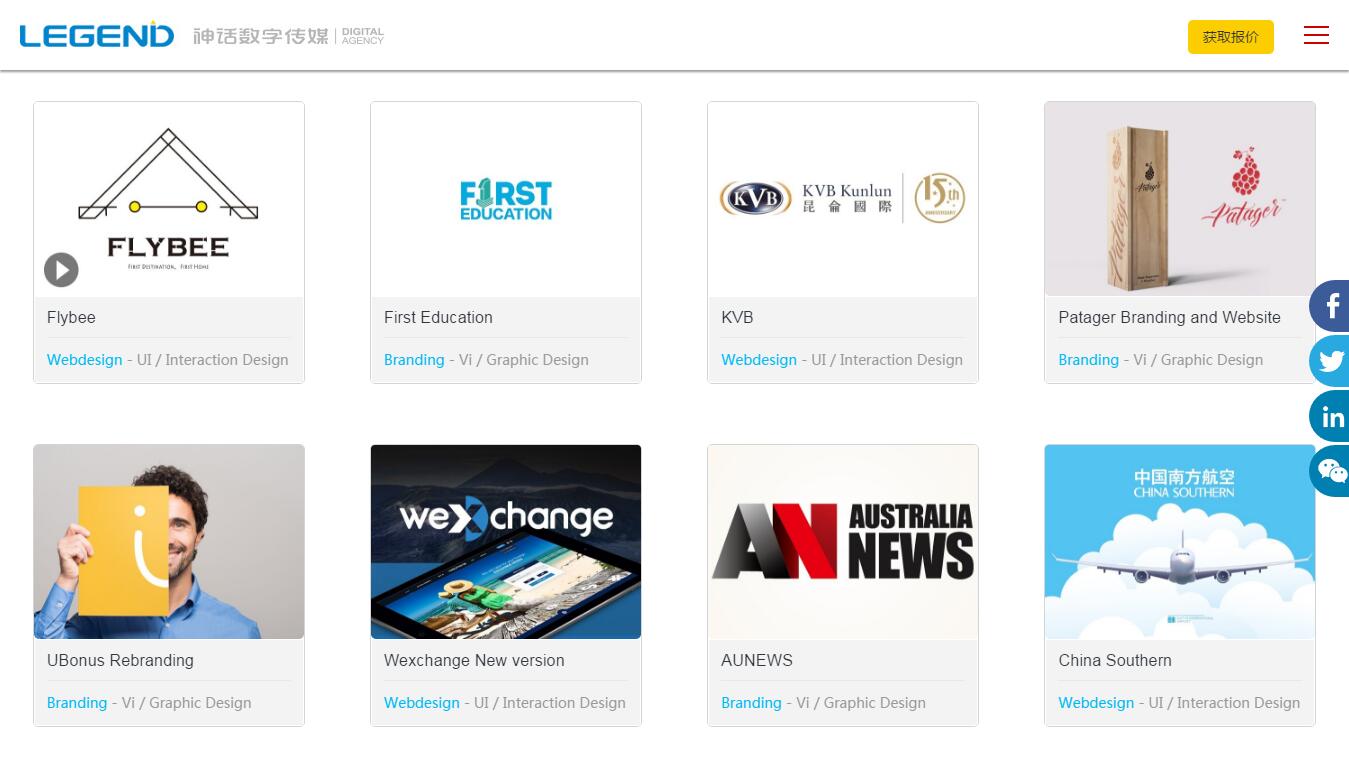 LEGEND 神话数字传媒 DIGITAL AGENCY
获取报价
FLYBEE
FIRST DESTINATION, FIRST HOME
Flybee
Webdesign - UI / Interaction Design
F1RST
EDUCATION
First Education
Branding - Vi / Graphic Design
KVB
KVB Kunlun
昆侖國際
15th
ANNIVERSARY
KVB
Webdesign - UI / Interaction Design
Patager
Patager
Patager
Patager Branding and Website
Branding - Vi / Graphic Design
UBonus Rebranding
Branding - Vi / Graphic Design
wexchange
Wexchange New version
Webdesign - UI / Interaction Design
AN AUSTRALIA
NEWS
AUNEWS
Branding - Vi / Graphic Design
中国南方航空
CHINA SOUTHERN
China Southern
Webdesign - UI / Interaction Design